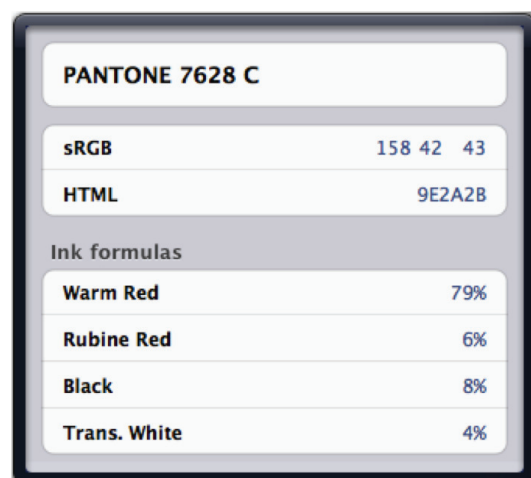 PANTONE 7628 C
sRGB 158 42 43
HTML 9E2A2B
Ink formulas
Warm Red 79%
Rubine Red 6%
Black 8%
Trans. White 4%